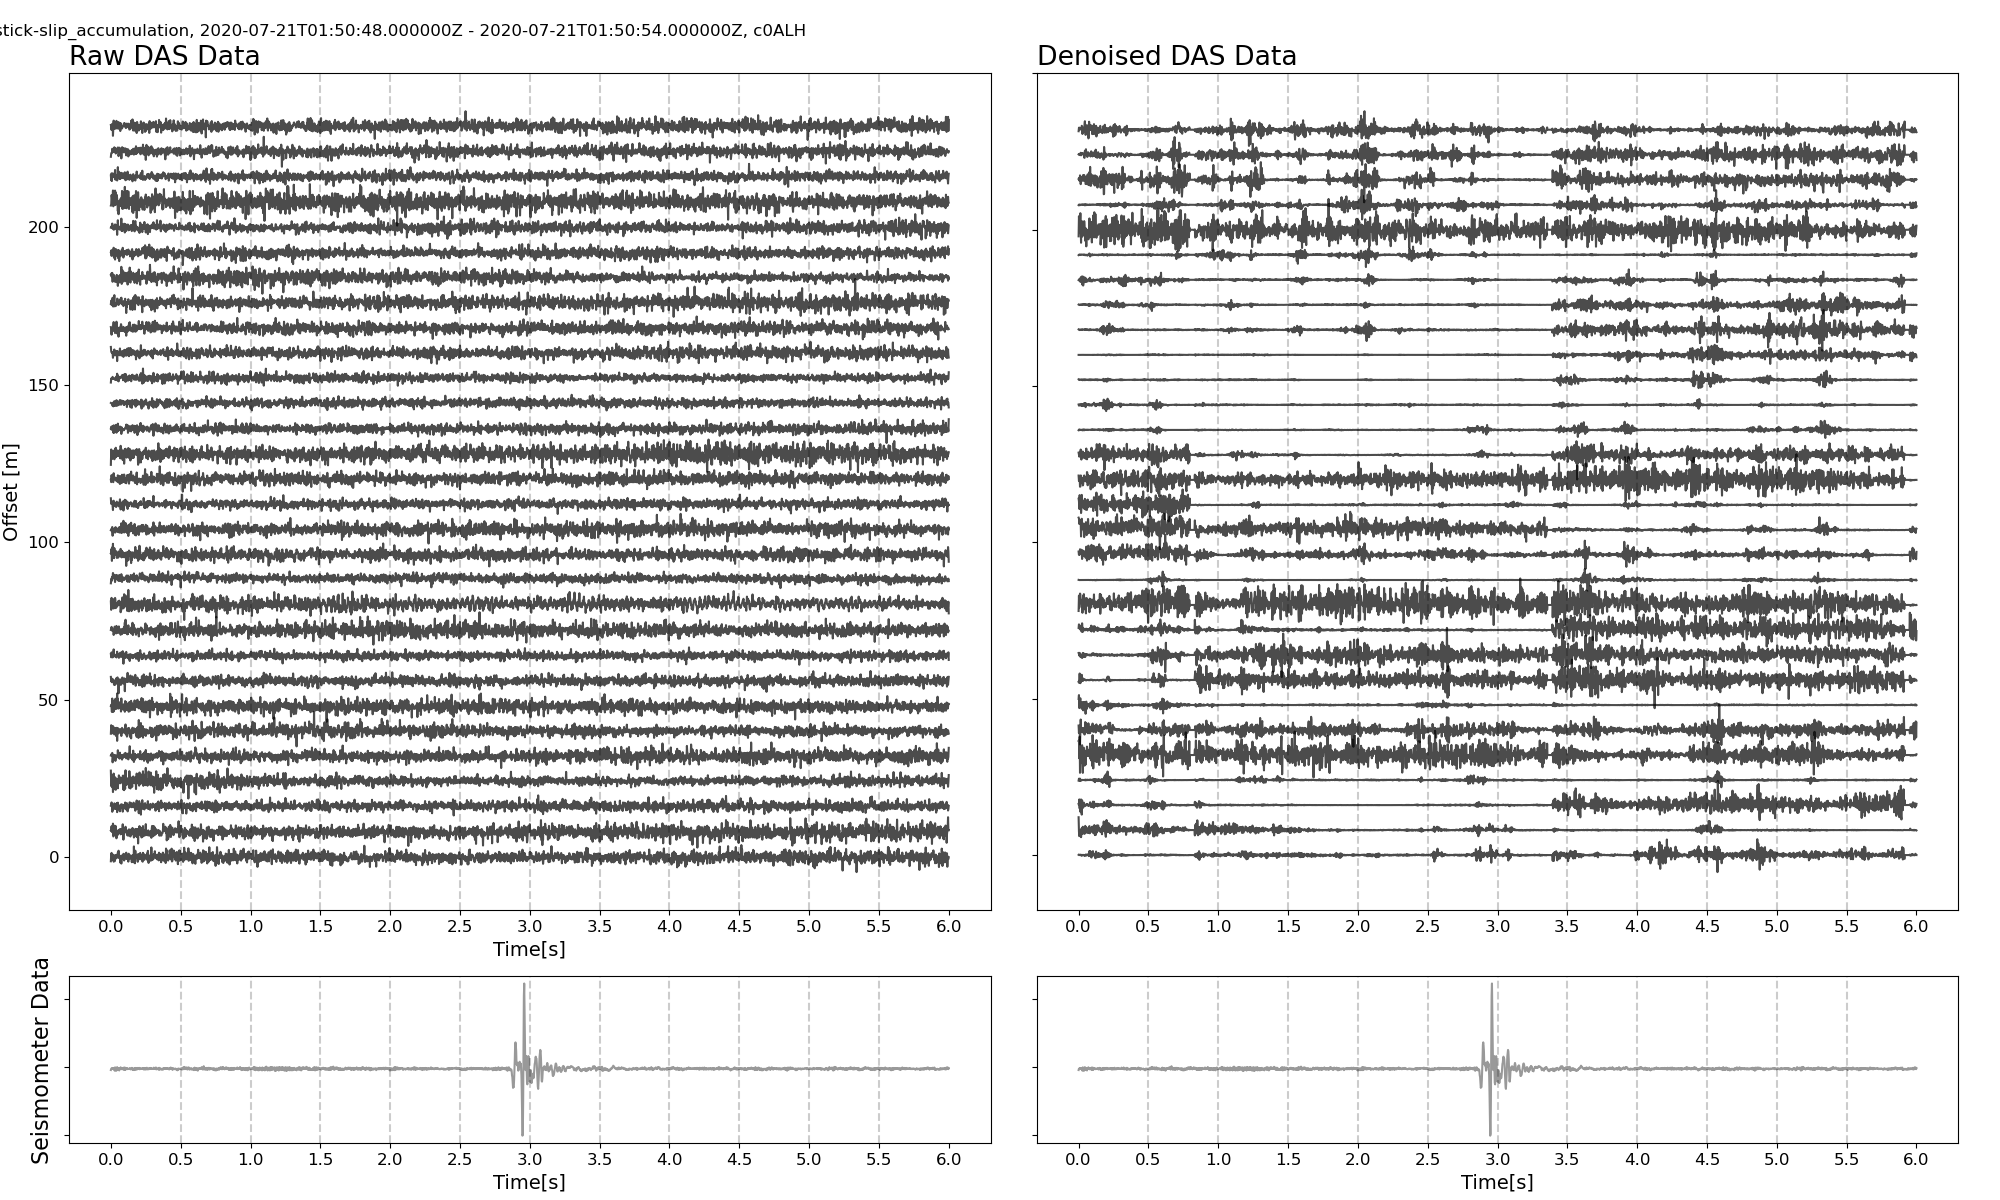 stick-slip_accumulation, 2020-07-21T01:50:48.000000Z - 2020-07-21T01:50:54.000000Z, c0ALH
Raw DAS Data
Denoised DAS Data
Offset [m]
200
150
100
50
0
0.0 0.5 1.0 1.5 2.0 2.5 3.0 3.5 4.0 4.5 5.0 5.5 6.0
Time[s]
0.0 0.5 1.0 1.5 2.0 2.5 3.0 3.5 4.0 4.5 5.0 5.5 6.0
Seismometer Data
0.0 0.5 1.0 1.5 2.0 2.5 3.0 3.5 4.0 4.5 5.0 5.5 6.0
Time[s]
0.0 0.5 1.0 1.5 2.0 2.5 3.0 3.5 4.0 4.5 5.0 5.5 6.0
Time[s]